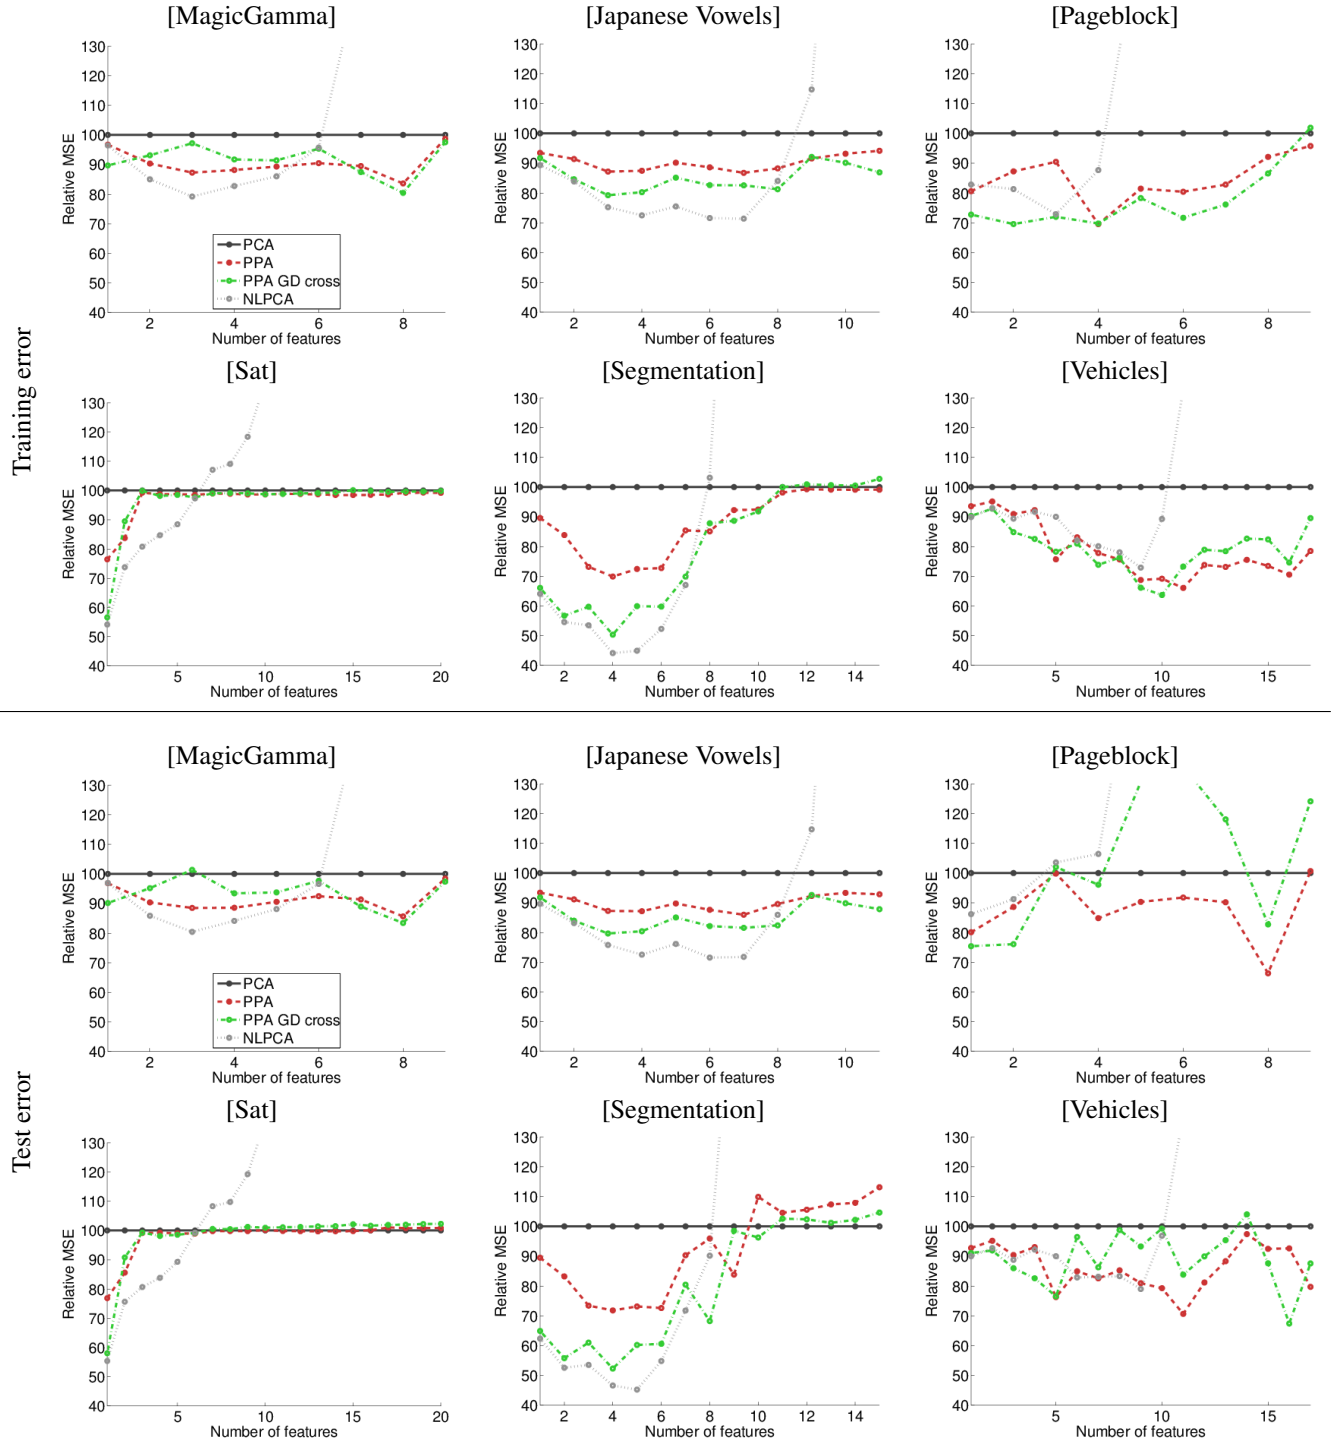 Training error
[MagicGamma] [Japanese Vowels] [Pageblock]
130
120
110
100
90
80
70
60
50
40
Relative MSE
PCA
PPA
PPA GD cross
NLPCA
2 4 6 8
Number of features
130
120
110
100
90
80
70
60
50
40
Relative MSE
2 4 6 8 10
Number of features
130
120
110
100
90
80
70
60
50
40
Relative MSE
2 4 6 8
Number of features
[Sat] [Segmentation] [Vehicles]
130
120
110
100
90
80
70
60
50
40
Relative MSE
5 10 15 20
Number of features
130
120
110
100
90
80
70
60
50
40
Relative MSE
2 4 6 8 10 12 14
Number of features
130
120
110
100
90
80
70
60
50
40
Relative MSE
5 10 15
Number of features
Test error
[MagicGamma] [Japanese Vowels] [Pageblock]
130
120
110
100
90
80
70
60
50
40
Relative MSE
PCA
PPA
PPA GD cross
NLPCA
2 4 6 8
Number of features
130
120
110
100
90
80
70
60
50
40
Relative MSE
2 4 6 8 10
Number of features
130
120
110
100
90
80
70
60
50
40
Relative MSE
2 4 6 8
Number of features
[Sat] [Segmentation] [Vehicles]
130
120
110
100
90
80
70
60
50
40
Relative MSE
5 10 15 20
Number of features
130
120
110
100
90
80
70
60
50
40
Relative MSE
2 4 6 8 10 12 14
Number of features
130
120
110
100
90
80
70
60
50
40
Relative MSE
5 10 15
Number of features